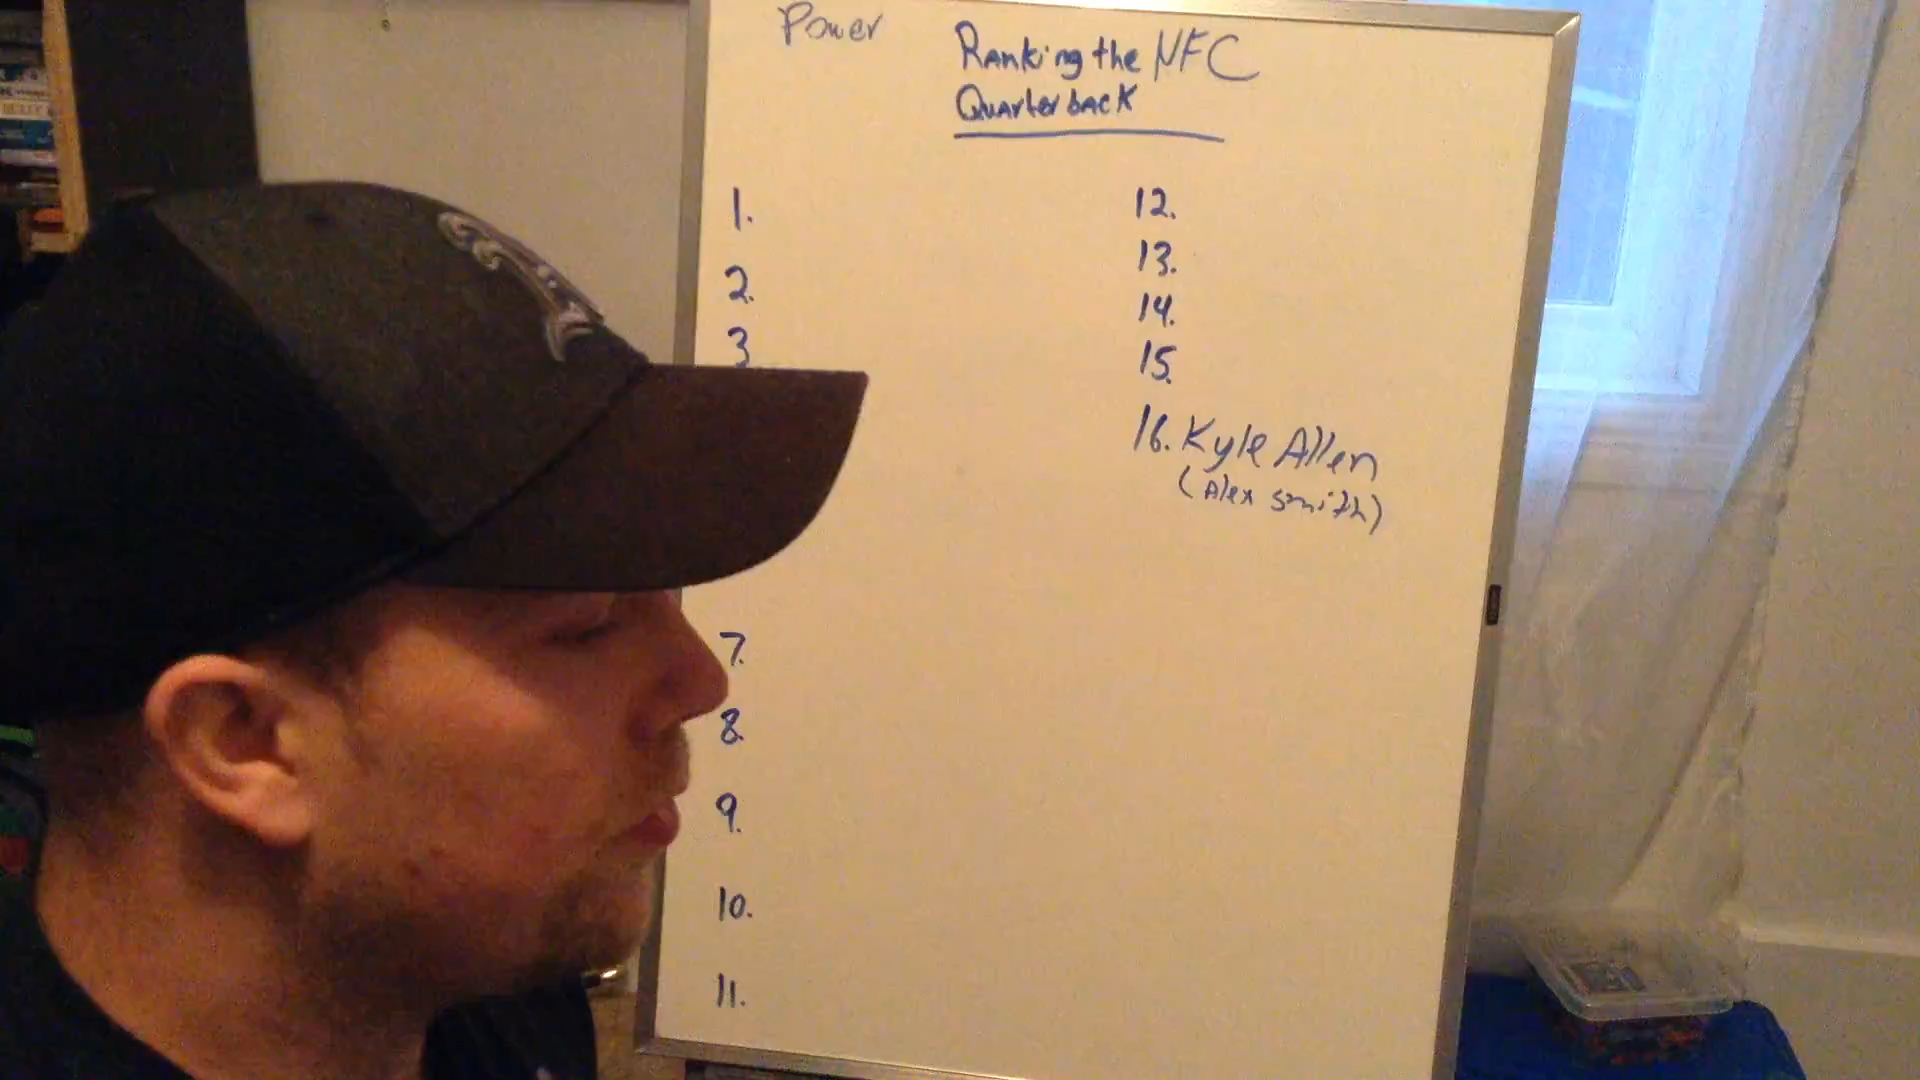 Power
Ranking the NFC
Quarterback
1.
2.
3
7.
8.
9.
10.
11.
12.
13.
14.
15.
16. Kyle Allen
(Alex Smith)